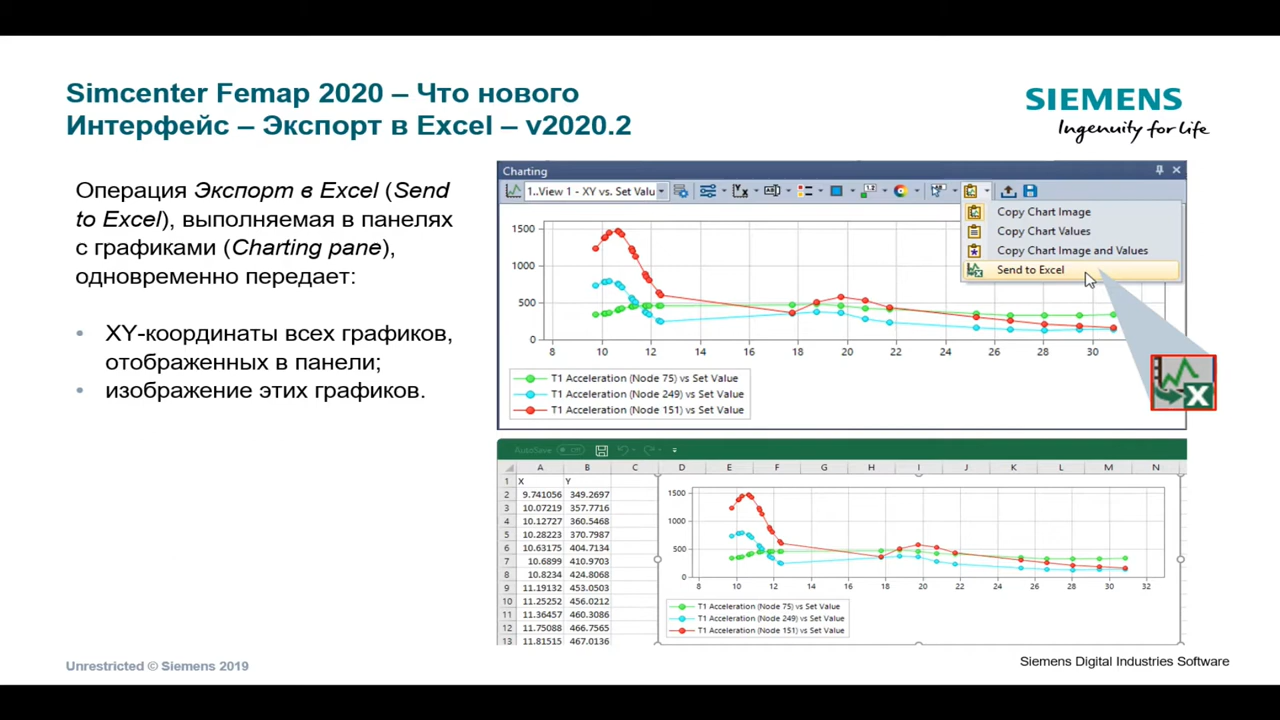 Simcenter Femap 2020 – Что нового
Интерфейс – Экспорт в Excel – v2020.2
SIEMENS
Ingenuity for life
Операция Экспорт в Excel (Send
to Excel), выполняемая в панелях
с графиками (Charting pane),
одновременно передает:
• XY-координаты всех графиков,
отображенных в панели;
• изображение этих графиков.
Charting
1..View 1 - XY vs. Set Valu
Copy Chart Image
Copy Chart Values
Copy Chart Image and Values
Send to Excel
1500
1000
500
0
8 10 12 14 16 18 20 22 24 26 28 30
T1 Acceleration (Node 75) vs Set Value
T1 Acceleration (Node 249) vs Set Value
T1 Acceleration (Node 151) vs Set Value
AutoSave Off
A B C D E F G H I J K L M N
1 X Y
2 9.741056 349.2697
3 10.07219 357.7716
4 10.12727 360.5468
5 10.28223 370.7987
6 10.63175 404.7134
7 10.6899 410.9703
8 10.8234 424.8068
9 11.19132 453.0503
10 11.25252 456.0212
11 11.36457 460.3086
12 11.75088 466.7565
13 11.81515 467.0136
1500
1000
500
0
8 10 12 14 16 18 20 22 24 26 28 30 32
T1 Acceleration (Node 75) vs Set Value
T1 Acceleration (Node 249) vs Set Value
T1 Acceleration (Node 151) vs Set Value
Unrestricted © Siemens 2019
Siemens Digital Industries Software